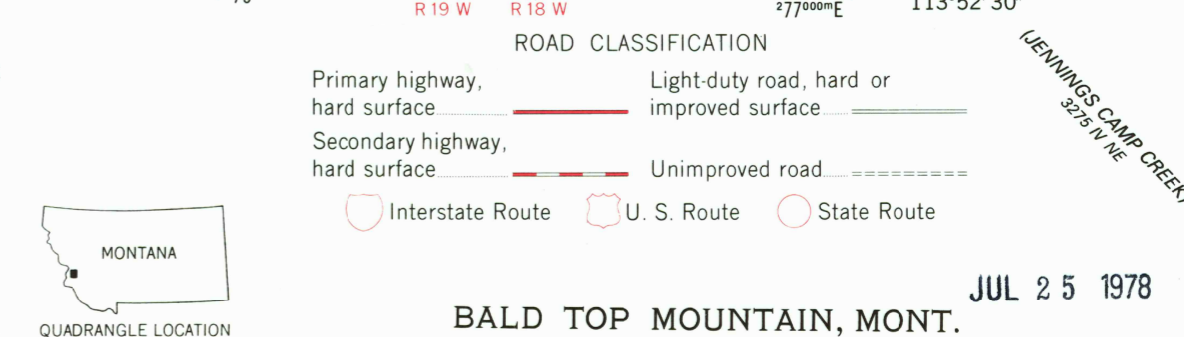 R 19 W R 18 W ²77⁰⁰⁰ᵐE 113°52'30"
ROAD CLASSIFICATION
Primary highway,
hard surface
Light-duty road, hard or
improved surface
Secondary highway,
hard surface
Unimproved road
Interstate Route
U. S. Route
State Route
(JENNINGS CAMP CREEK)
3275 IV NE
MONTANA
QUADRANGLE LOCATION
JUL 25 1978
BALD TOP MOUNTAIN, MONT.